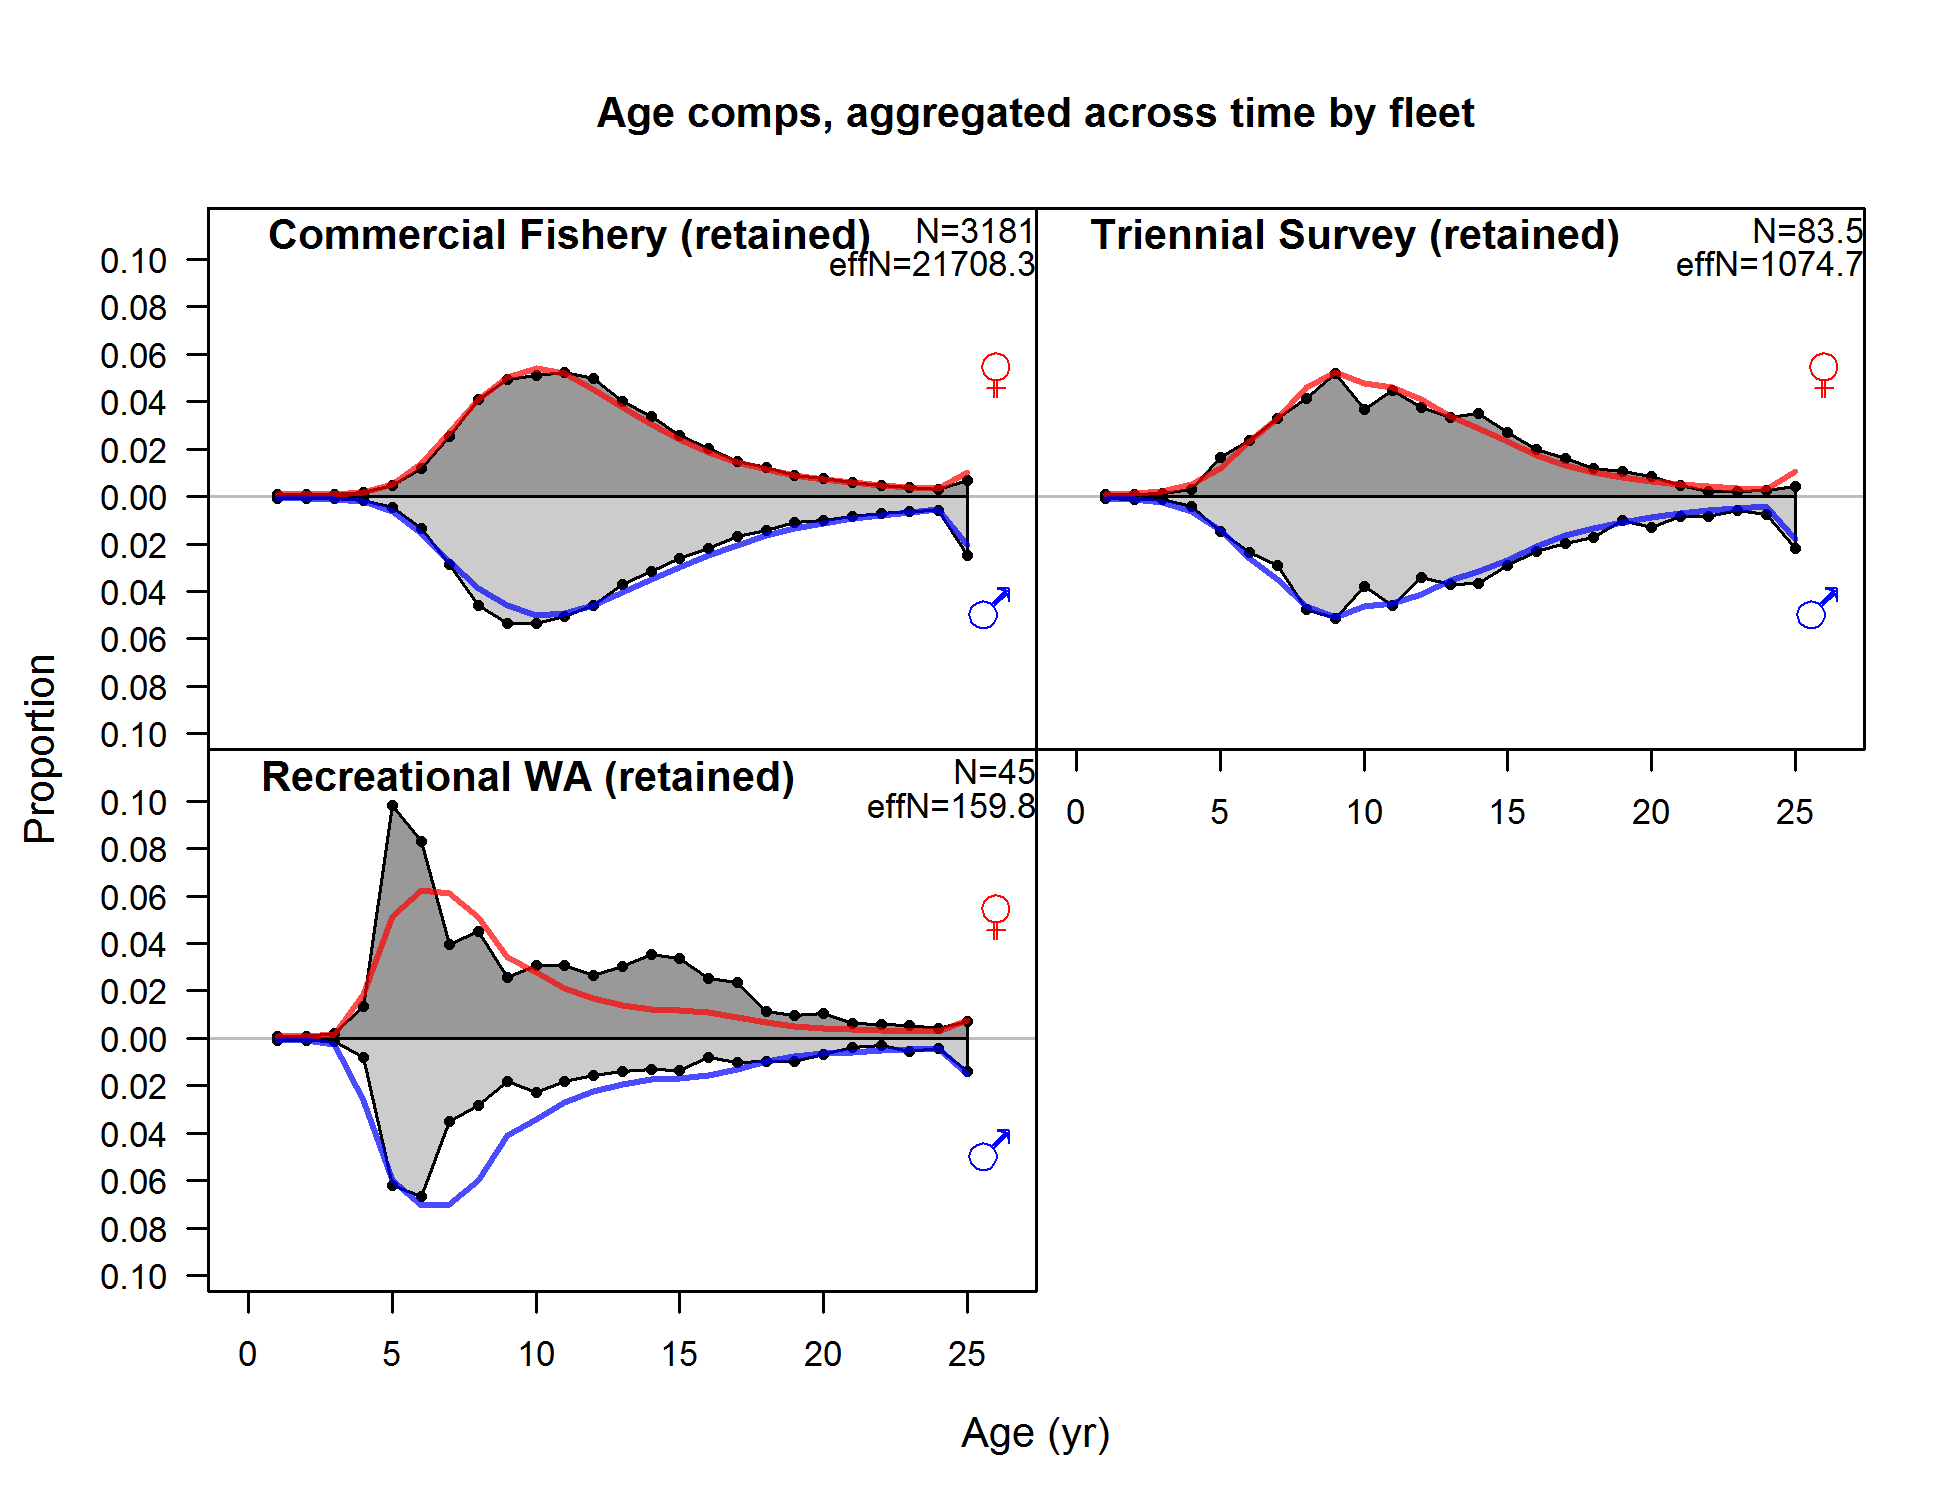 Age comps, aggregated across time by fleet
Proportion
Commercial Fishery (retained)
N=3181
effN=21708.3
0.10
0.08
0.06
0.04
0.02
0.00
0.02
0.04
0.06
0.08
0.10
♀
♂
Triennial Survey (retained)
N=83.5
effN=1074.7
♀
♂
0 5 10 15 20 25
Recreational WA (retained)
N=45
effN=159.8
0.10
0.08
0.06
0.04
0.02
0.00
0.02
0.04
0.06
0.08
0.10
♀
♂
0 5 10 15 20 25
Age (yr)